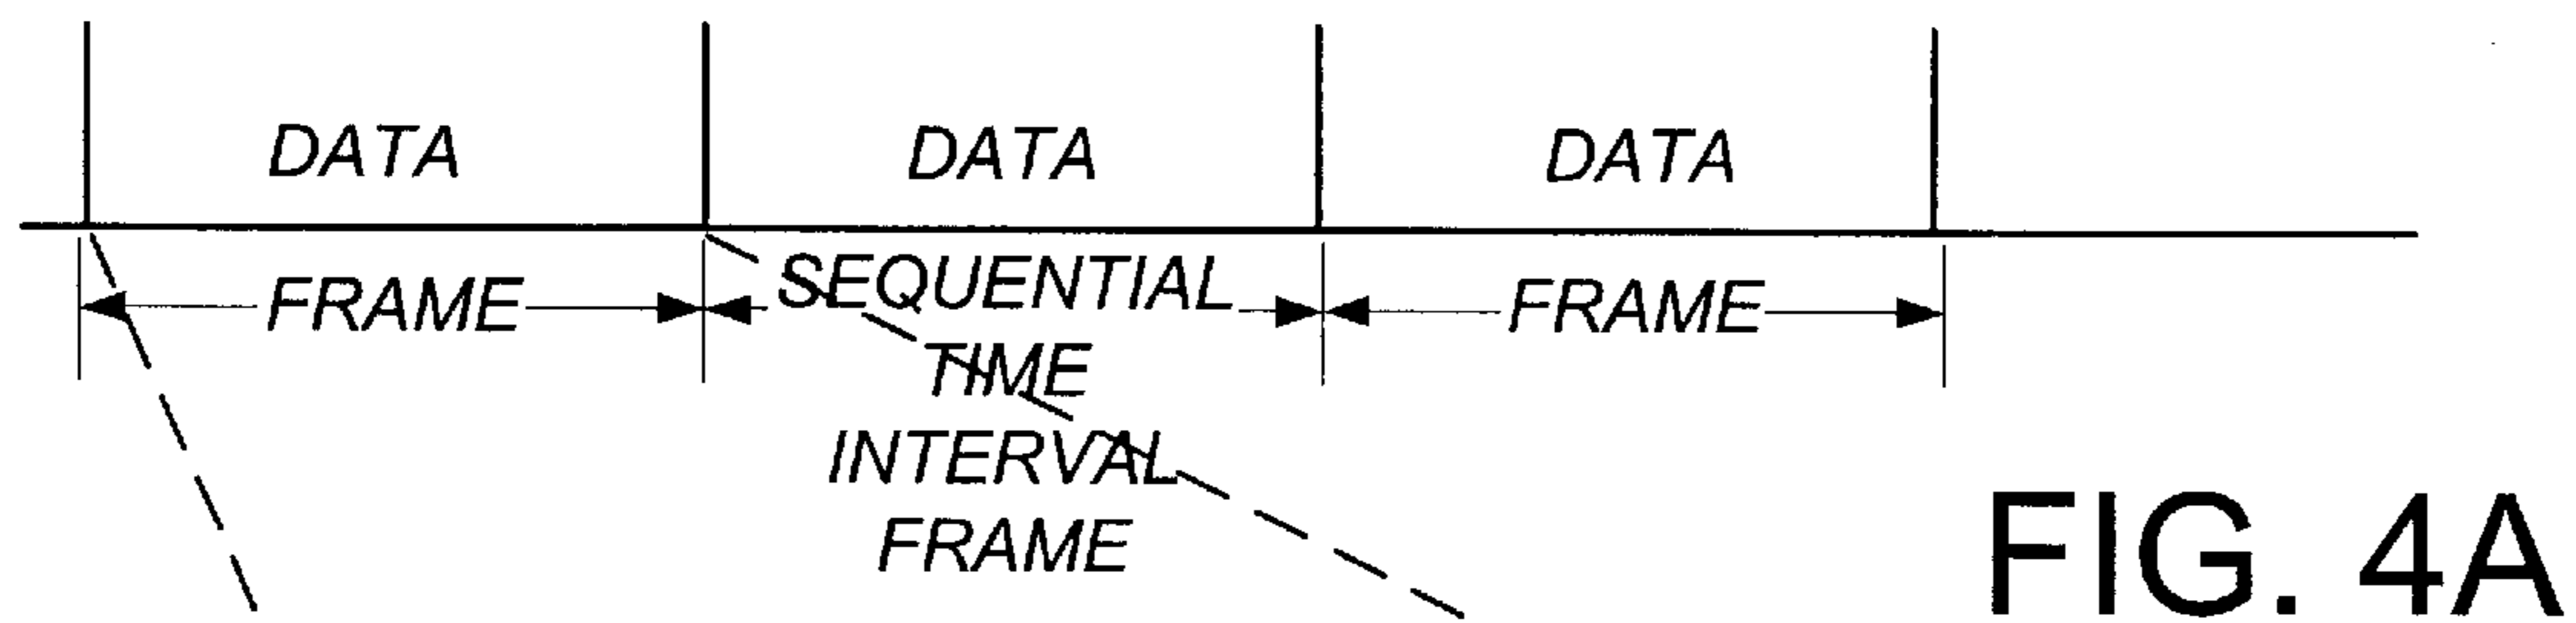 DATA DATA DATA
FRAME SEQUENTIAL FRAME
TIME
INTERVAL
FRAME
FIG. 4A